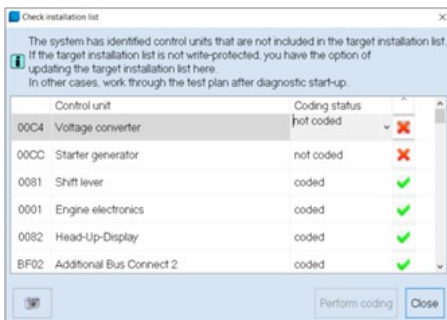 Check installation list
The system has identified control units that are not included in the target installation list.
If the target installation list is not write-protected, you have the option of
updating the target installation list here.
In other cases, work through the test plan after diagnostic start-up.
Control unit Coding status
00C4 Voltage converter not coded
00CC Starter generator not coded
0081 Shift lever coded
0001 Engine electronics coded
0082 Head-Up-Display coded
BF02 Additional Bus Connect 2 coded
Perform coding Close